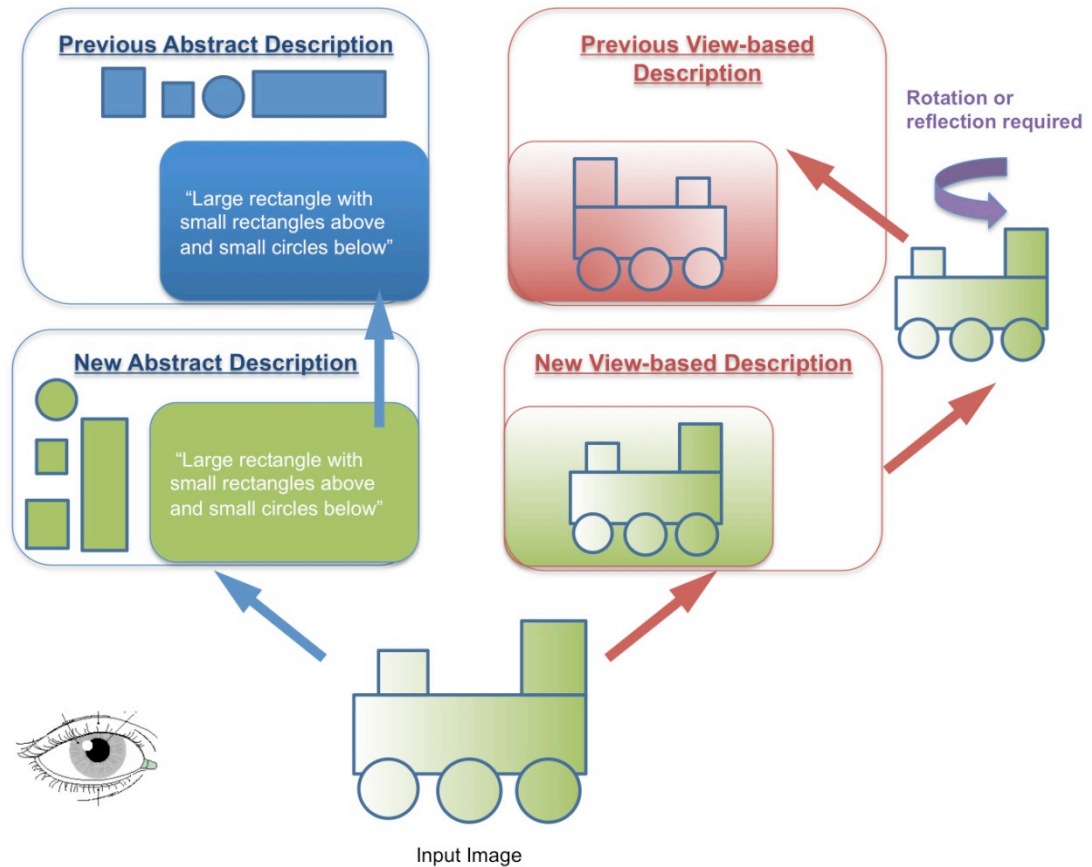 Previous Abstract Description
“Large rectangle with
small rectangles above
and small circles below”
Previous View-based
Description
Rotation or
reflection required
New Abstract Description
“Large rectangle with
small rectangles above
and small circles below”
New View-based Description
Input Image